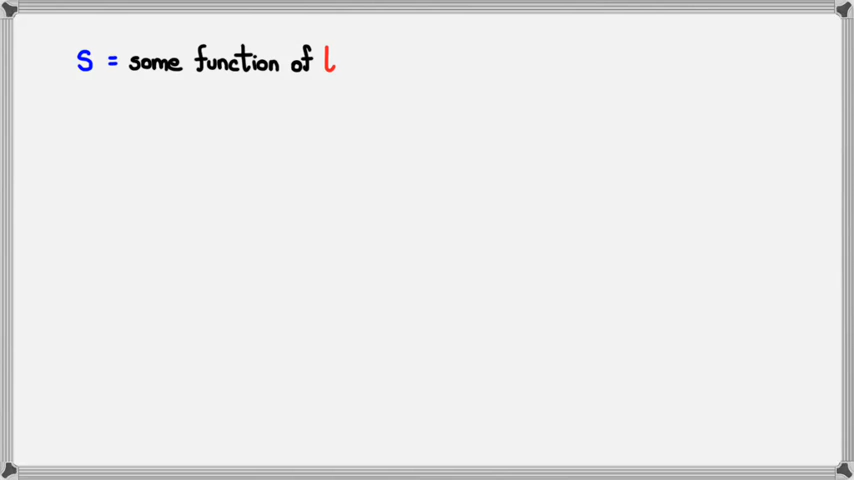 S = some function of l